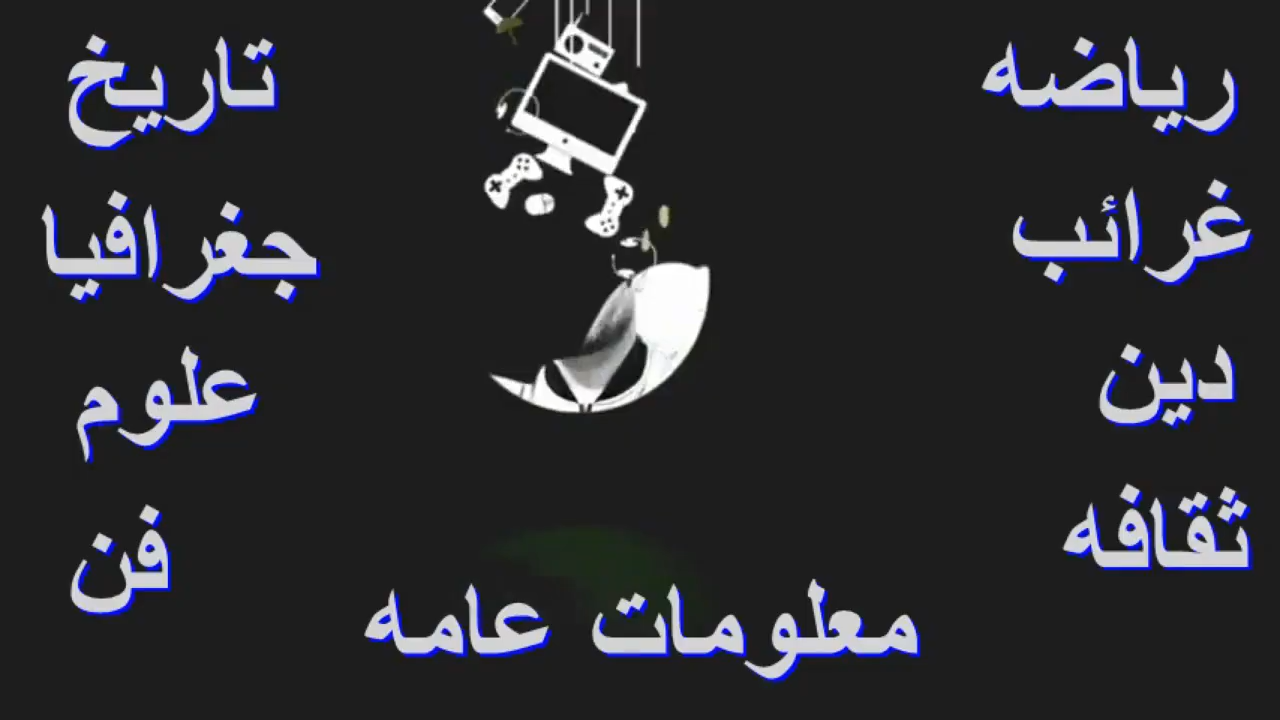 رياضه
تاريخ
غرائب
جغرافيا
دين
علوم
ثقافه
فن
معلومات عامه